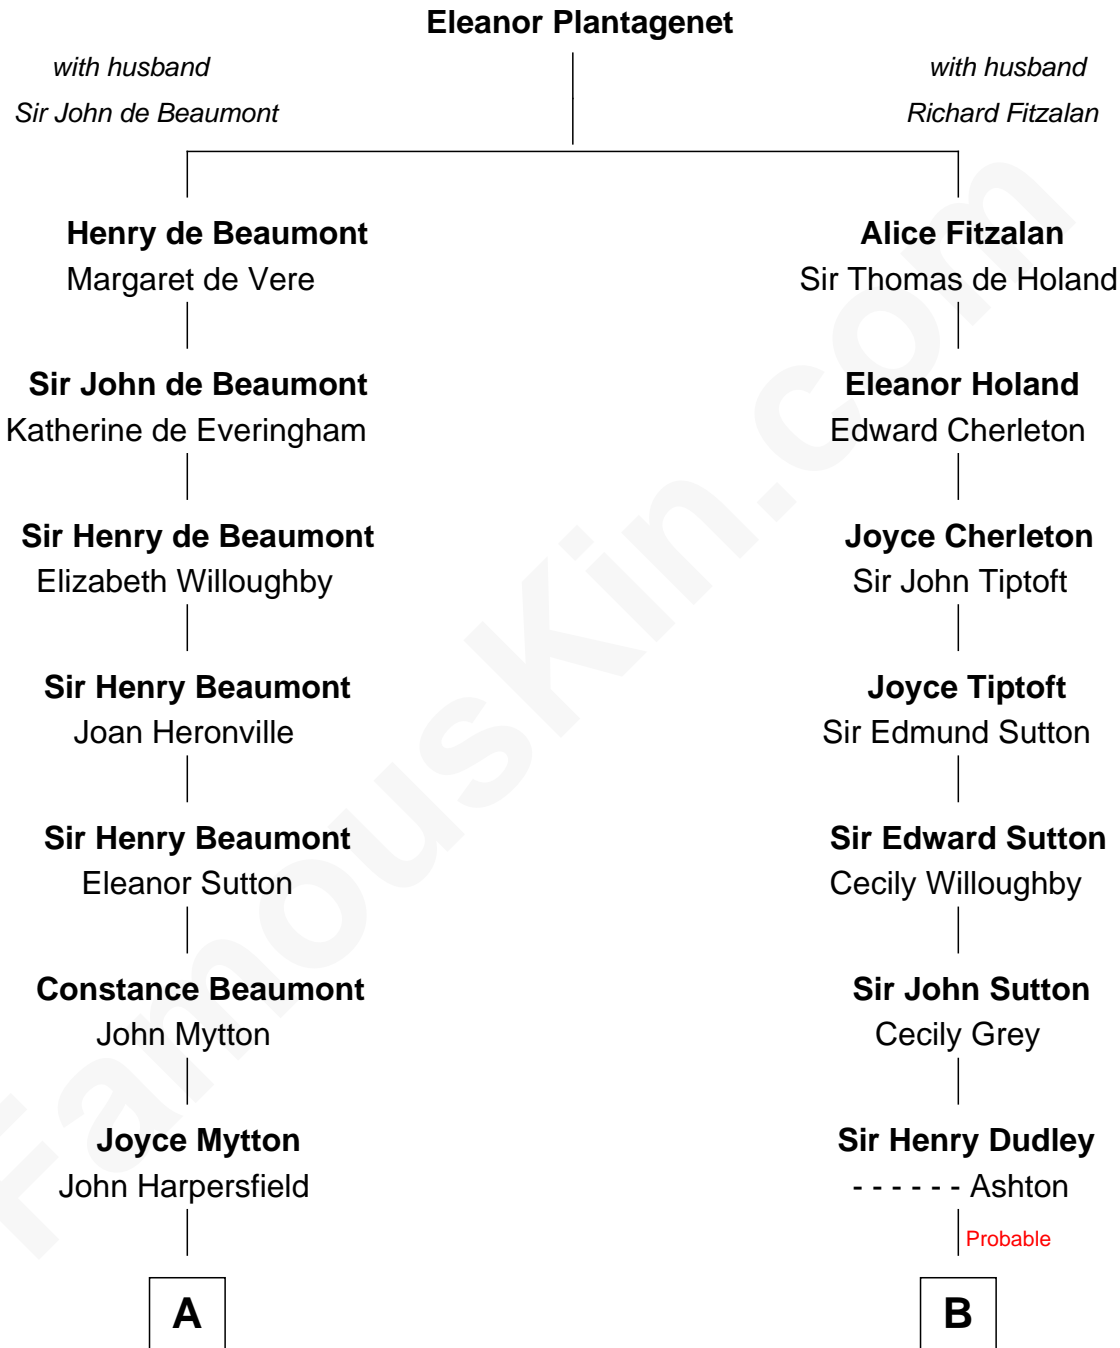 Eleanor Plantagenet
with husband
Sir John de Beaumont
with husband
Richard Fitzalan
Henry de Beaumont
Margaret de Vere
Alice Fitzalan
Sir Thomas de Holand
Sir John de Beaumont
Katherine de Everingham
Eleanor Holand
Edward Cherleton
Sir Henry de Beaumont
Elizabeth Willoughby
Joyce Cherleton
Sir John Tiptoft
Sir Henry Beaumont
Joan Heronville
Joyce Tiptoft
Sir Edmund Sutton
Sir Henry Beaumont
Eleanor Sutton
Sir Edward Sutton
Cecily Willoughby
Constance Beaumont
John Mytton
Sir John Sutton
Cecily Grey
Joyce Mytton
John Harpersfield
Sir Henry Dudley
- - - - - - Ashton
Probable
A
B
FamousKin.com